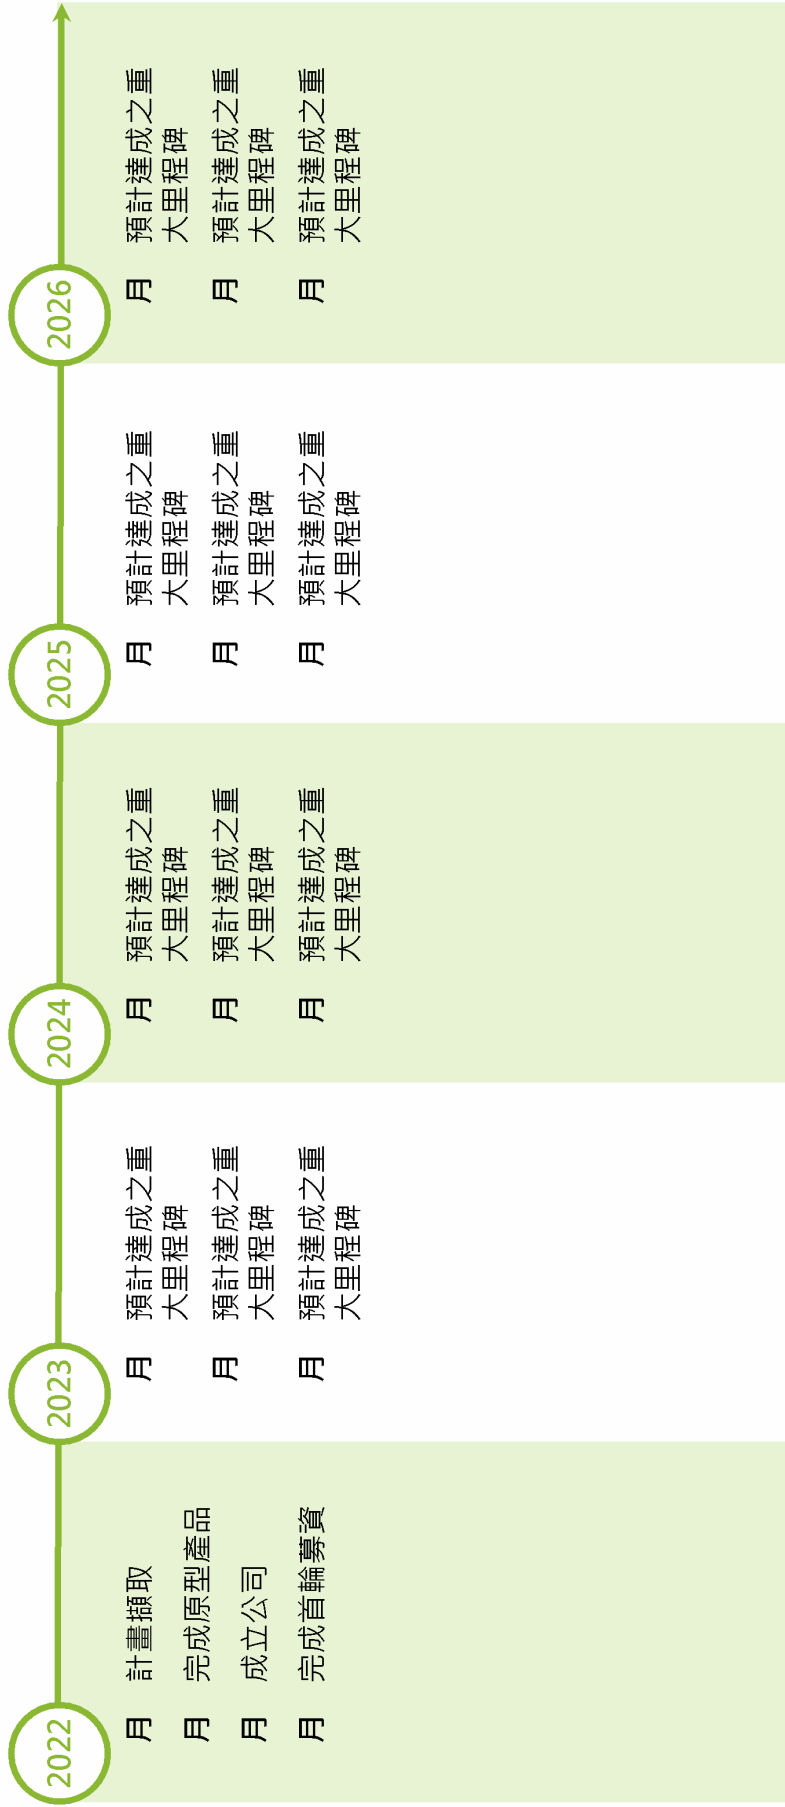 2022
月 計畫擷取
月 完成原型產品
月 成立公司
月 完成首輪募資
2023
月 預計達成之重
大里程碑
月 預計達成之重
大里程碑
月 預計達成之重
大里程碑
2024
月 預計達成之重
大里程碑
月 預計達成之重
大里程碑
月 預計達成之重
大里程碑
2025
月 預計達成之重
大里程碑
月 預計達成之重
大里程碑
月 預計達成之重
大里程碑
2026
月 預計達成之重
大里程碑
月 預計達成之重
大里程碑
月 預計達成之重
大里程碑